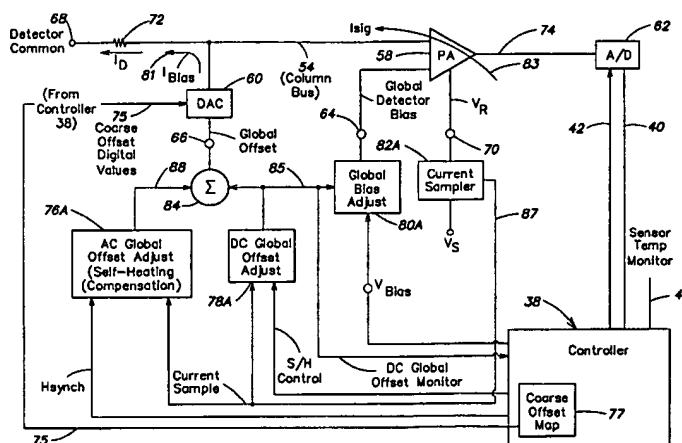 68
Detector
Common
72
I_D
81
I_Bias
Isig
54
(Column
Bus)
58
PA
74
83
62
A/D
60
DAC
(From
Controller
38)
75
Coarse
Offset
Digital
Values
66
Global
Offset
64
Global
Detector
Bias
V_R
70
42
40
88
Σ
84
85
82A
Current
Sampler
87
V_S
76A
AC Global
Offset Adjust
(Self-Heating
(Compensation)
DC Global
Offset
Adjust
78A
Global
Bias
Adjust
80A
V_Bias
Sensor
Temp
Monitor
4
38
Controller
S/H
Control
DC Global
Offset Monitor
Hsynch
Current
Sample
Coarse
Offset
Map
77
75